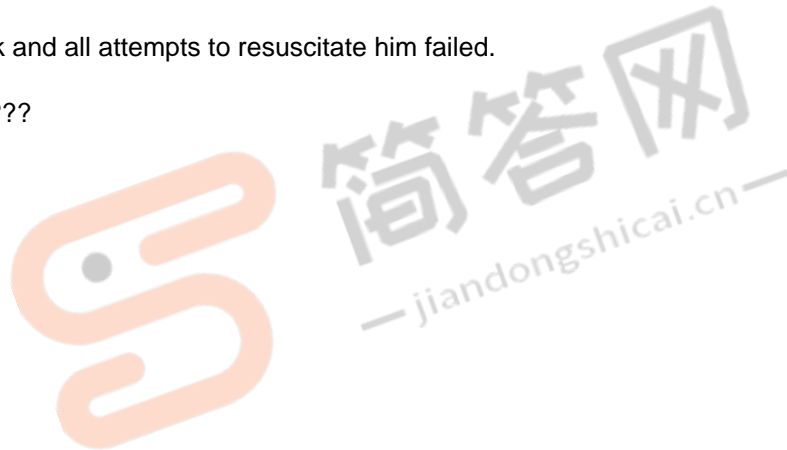 and all attempts to resuscitate him failed.
??
简答网
jiandongshicai.cn